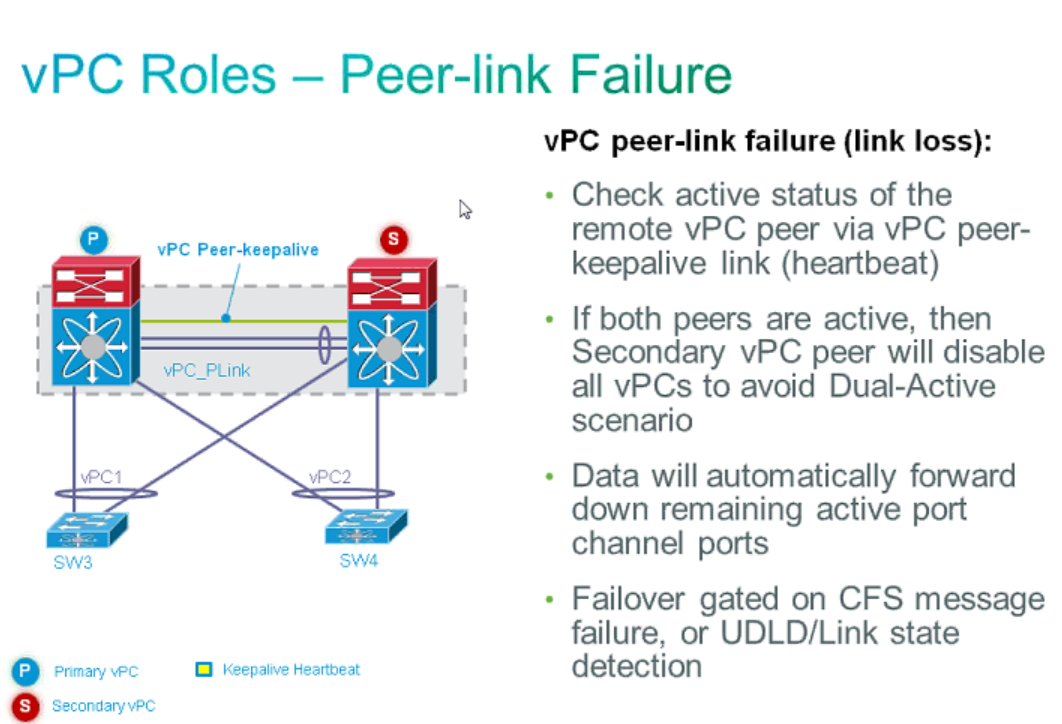 vPC Roles – Peer-link Failure
vPC peer-link failure (link loss):
• Check active status of the
remote vPC peer via vPC peer-
keepalive link (heartbeat)
• If both peers are active, then
Secondary vPC peer will disable
all vPCs to avoid Dual-Active
scenario
• Data will automatically forward
down remaining active port
channel ports
• Failover gated on CFS message
failure, or UDLD/Link state
detection
P
S
vPC Peer-keepalive
vPC_PLink
vPC1
vPC2
SW3
SW4
P Primary vPC
Keepalive Heartbeat
S Secondary vPC